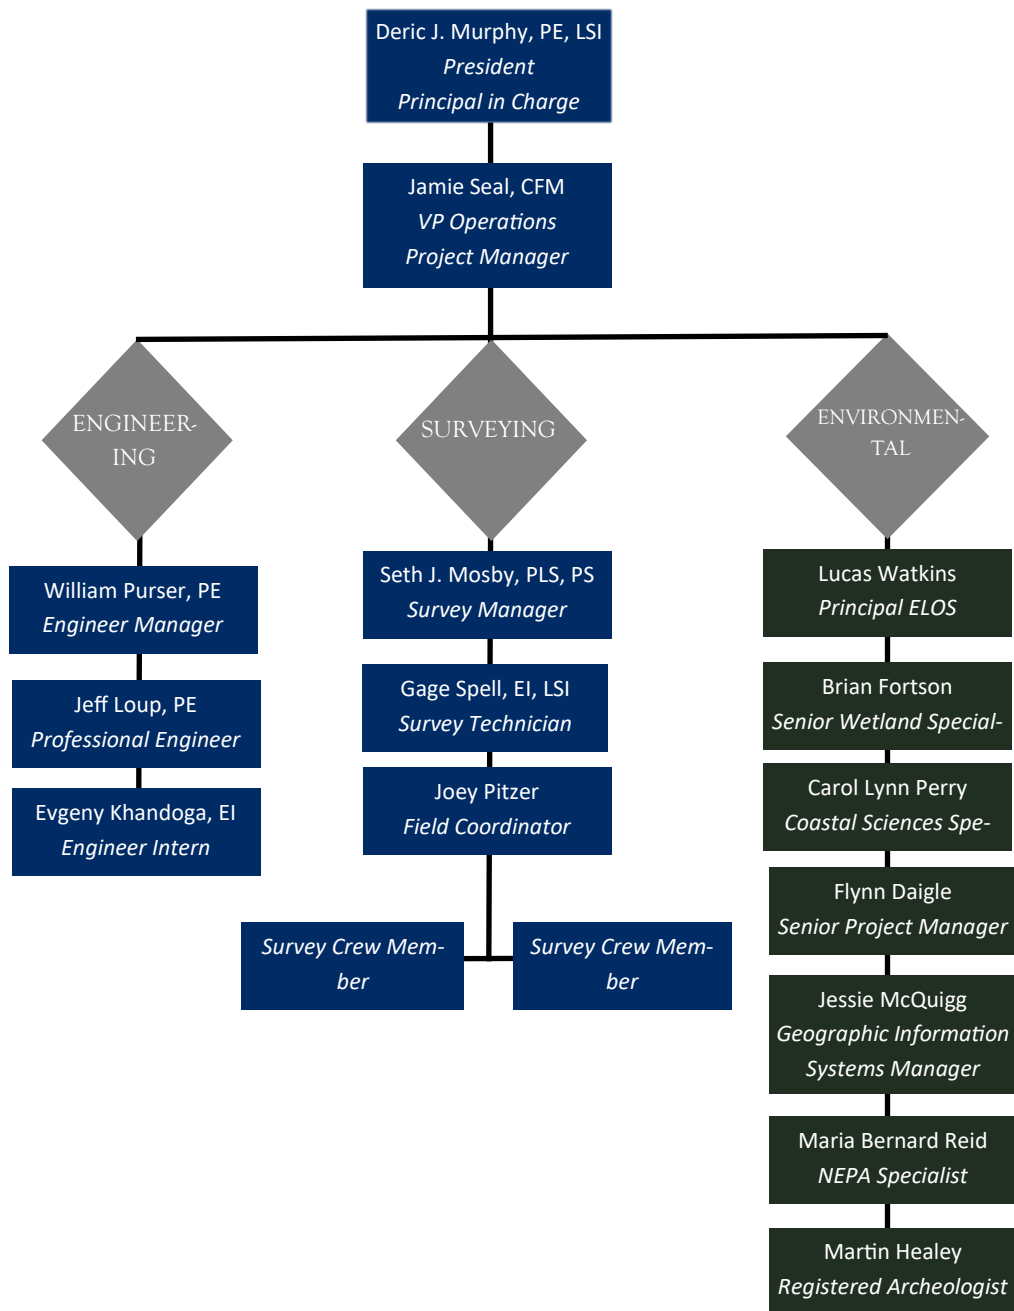 Deric J. Murphy, PE, LSI
President
Principal in Charge
Jamie Seal, CFM
VP Operations
Project Manager
ENGINEER-
ING
William Purser, PE
Engineer Manager
Jeff Loup, PE
Professional Engineer
Evgeny Khandoga, EI
Engineer Intern
SURVEYING
Seth J. Mosby, PLS, PS
Survey Manager
Gage Spell, EI, LSI
Survey Technician
Joey Pitzer
Field Coordinator
Survey Crew Mem-
ber
Survey Crew Mem-
ber
ENVIRONMEN-
TAL
Lucas Watkins
Principal ELOS
Brian Fortson
Senior Wetland Special-
Carol Lynn Perry
Coastal Sciences Spe-
Flynn Daigle
Senior Project Manager
Jessie McQuigg
Geographic Information
Systems Manager
Maria Bernard Reid
NEPA Specialist
Martin Healey
Registered Archeologist